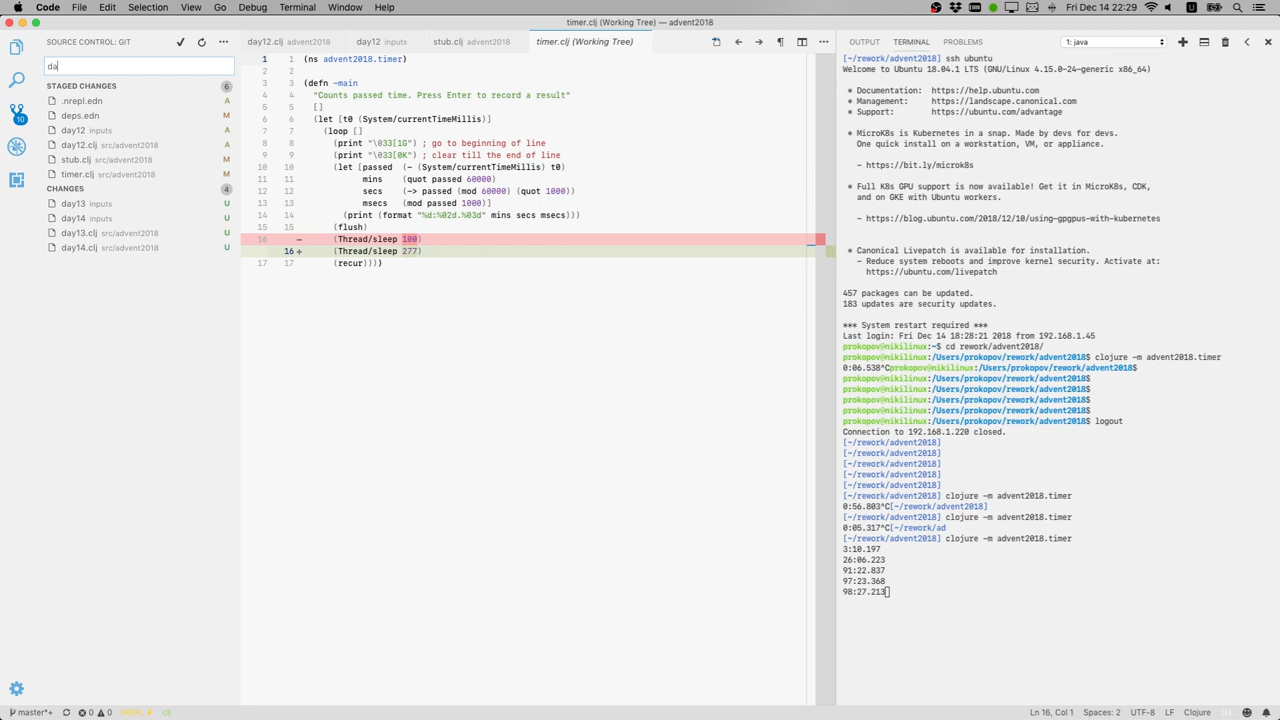 Code File Edit Selection View Go Debug Terminal Window Help
Fri Dec 14 22:29
timer.clj (Working Tree) — advent2018
SOURCE CONTROL: GIT
da
STAGED CHANGES 6
.nrepl.edn A
deps.edn M
day12 inputs A
day12.clj src/advent2018 A
stub.clj src/advent2018 M
timer.clj src/advent2018 M
CHANGES 4
day13 inputs U
day14 inputs U
day13.clj src/advent2018 U
day14.clj src/advent2018 U
10
day12.clj advent2018 day12 inputs stub.clj advent2018 timer.clj (Working Tree)
1 1 (ns advent2018.timer)
2 2
3 3 (defn -main
4 4 "Counts passed time. Press Enter to record a result"
5 5 []
6 6 (let [t0 (System/currentTimeMillis)]
7 7 (loop []
8 8 (print "\033[1G") ; go to beginning of line
9 9 (print "\033[0K") ; clear till the end of line
10 10 (let [passed (- (System/currentTimeMillis) t0)
11 11 mins (quot passed 60000)
12 12 secs (-> passed (mod 60000) (quot 1000))
13 13 msecs (mod passed 1000)]
14 14 (print (format "%d:%02d.%03d" mins secs msecs)))
15 15 (flush)
16 − (Thread/sleep 100)
16 + (Thread/sleep 277)
17 17 (recur))))
OUTPUT TERMINAL PROBLEMS 1: java
[~/rework/advent2018] ssh ubuntu
Welcome to Ubuntu 18.04.1 LTS (GNU/Linux 4.15.0-24-generic x86_64)
* Documentation: https://help.ubuntu.com
* Management: https://landscape.canonical.com
* Support: https://ubuntu.com/advantage
* MicroK8s is Kubernetes in a snap. Made by devs for devs.
One quick install on a workstation, VM, or appliance.
- https://bit.ly/microk8s
* Full K8s GPU support is now available! Get it in MicroK8s, CDK,
and on GKE with Ubuntu workers.
- https://blog.ubuntu.com/2018/12/10/using-gpgpus-with-kubernetes
* Canonical Livepatch is available for installation.
- Reduce system reboots and improve kernel security. Activate at:
https://ubuntu.com/livepatch
457 packages can be updated.
183 updates are security updates.
*** System restart required ***
Last login: Fri Dec 14 18:28:21 2018 from 192.168.1.45
prokopov@nikilinux:~$ cd rework/advent2018/
prokopov@nikilinux:/Users/prokopov/rework/advent2018$ clojure -m advent2018.timer
0:06.538^Cprokopov@nikilinux:/Users/prokopov/rework/advent2018$
prokopov@nikilinux:/Users/prokopov/rework/advent2018$
prokopov@nikilinux:/Users/prokopov/rework/advent2018$
prokopov@nikilinux:/Users/prokopov/rework/advent2018$
prokopov@nikilinux:/Users/prokopov/rework/advent2018$
prokopov@nikilinux:/Users/prokopov/rework/advent2018$ logout
Connection to 192.168.1.220 closed.
[~/rework/advent2018]
[~/rework/advent2018]
[~/rework/advent2018]
[~/rework/advent2018]
[~/rework/advent2018]
[~/rework/advent2018] clojure -m advent2018.timer
0:56.803^C[~/rework/advent2018]
[~/rework/advent2018] clojure -m advent2018.timer
0:05.317^C[~/rework/ad
[~/rework/advent2018] clojure -m advent2018.timer
3:10.197
26:06.223
91:22.837
97:23.368
98:27.213
master*+ 0 0 clj Ln 16, Col 1 Spaces: 2 UTF-8 LF Clojure